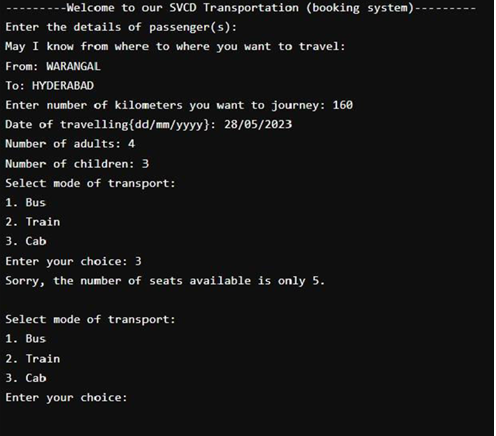 ---------Welcome to our SVCD Transportation (booking system)---------
Enter the details of passenger(s):
May I know from where to where you want to travel:
From: WARANGAL
To: HYDERABAD
Enter number of kilometers you want to journey: 160
Date of travelling{dd/mm/yyyy}: 28/05/2023
Number of adults: 4
Number of children: 3
Select mode of transport:
1. Bus
2. Train
3. Cab
Enter your choice: 3
Sorry, the number of seats available is only 5.
Select mode of transport:
1. Bus
2. Train
3. Cab
Enter your choice: